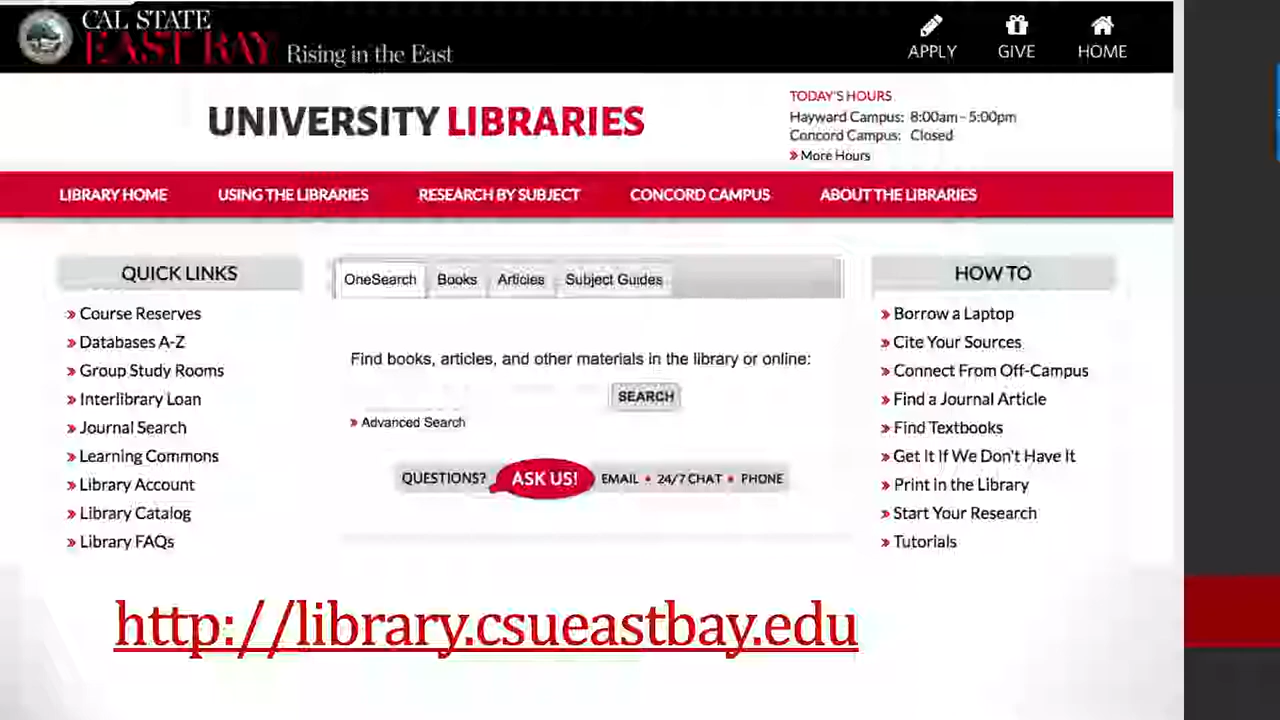 CAL STATE
EAST BAY Rising in the East
APPLY
GIVE
HOME
UNIVERSITY LIBRARIES
TODAY'S HOURS
Hayward Campus: 8:00am - 5:00pm
Concord Campus: Closed
» More Hours
LIBRARY HOME
USING THE LIBRARIES
RESEARCH BY SUBJECT
CONCORD CAMPUS
ABOUT THE LIBRARIES
QUICK LINKS
» Course Reserves
» Databases A-Z
» Group Study Rooms
» Interlibrary Loan
» Journal Search
» Learning Commons
» Library Account
» Library Catalog
» Library FAQs
OneSearch
Books
Articles
Subject Guides
Find books, articles, and other materials in the library or online:
SEARCH
» Advanced Search
QUESTIONS? ASK US! EMAIL • 24/7 CHAT • PHONE
HOW TO
» Borrow a Laptop
» Cite Your Sources
» Connect From Off-Campus
» Find a Journal Article
» Find Textbooks
» Get It If We Don't Have It
» Print in the Library
» Start Your Research
» Tutorials
http://library.csueastbay.edu